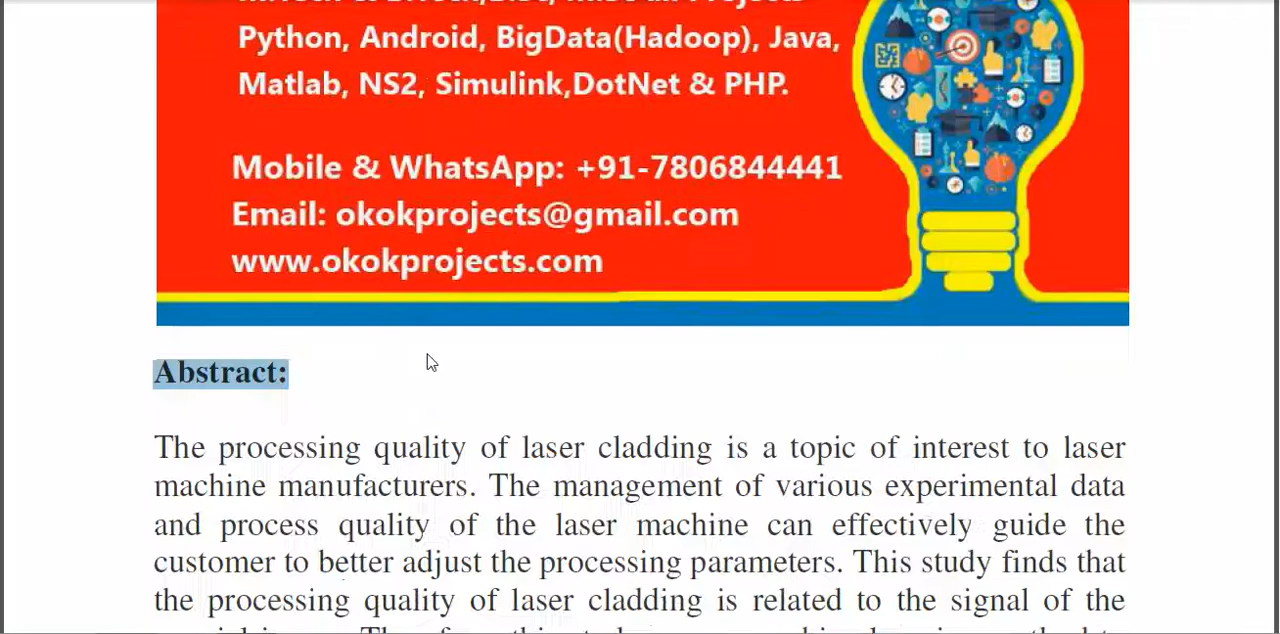 Python, Android, BigData(Hadoop), Java,
Matlab, NS2, Simulink,DotNet & PHP.
Mobile & WhatsApp: +91-7806844441
Email: okokprojects@gmail.com
www.okokprojects.com
Abstract:
The processing quality of laser cladding is a topic of interest to laser
machine manufacturers. The management of various experimental data
and process quality of the laser machine can effectively guide the
customer to better adjust the processing parameters. This study finds that
the processing quality of laser cladding is related to the signal of the